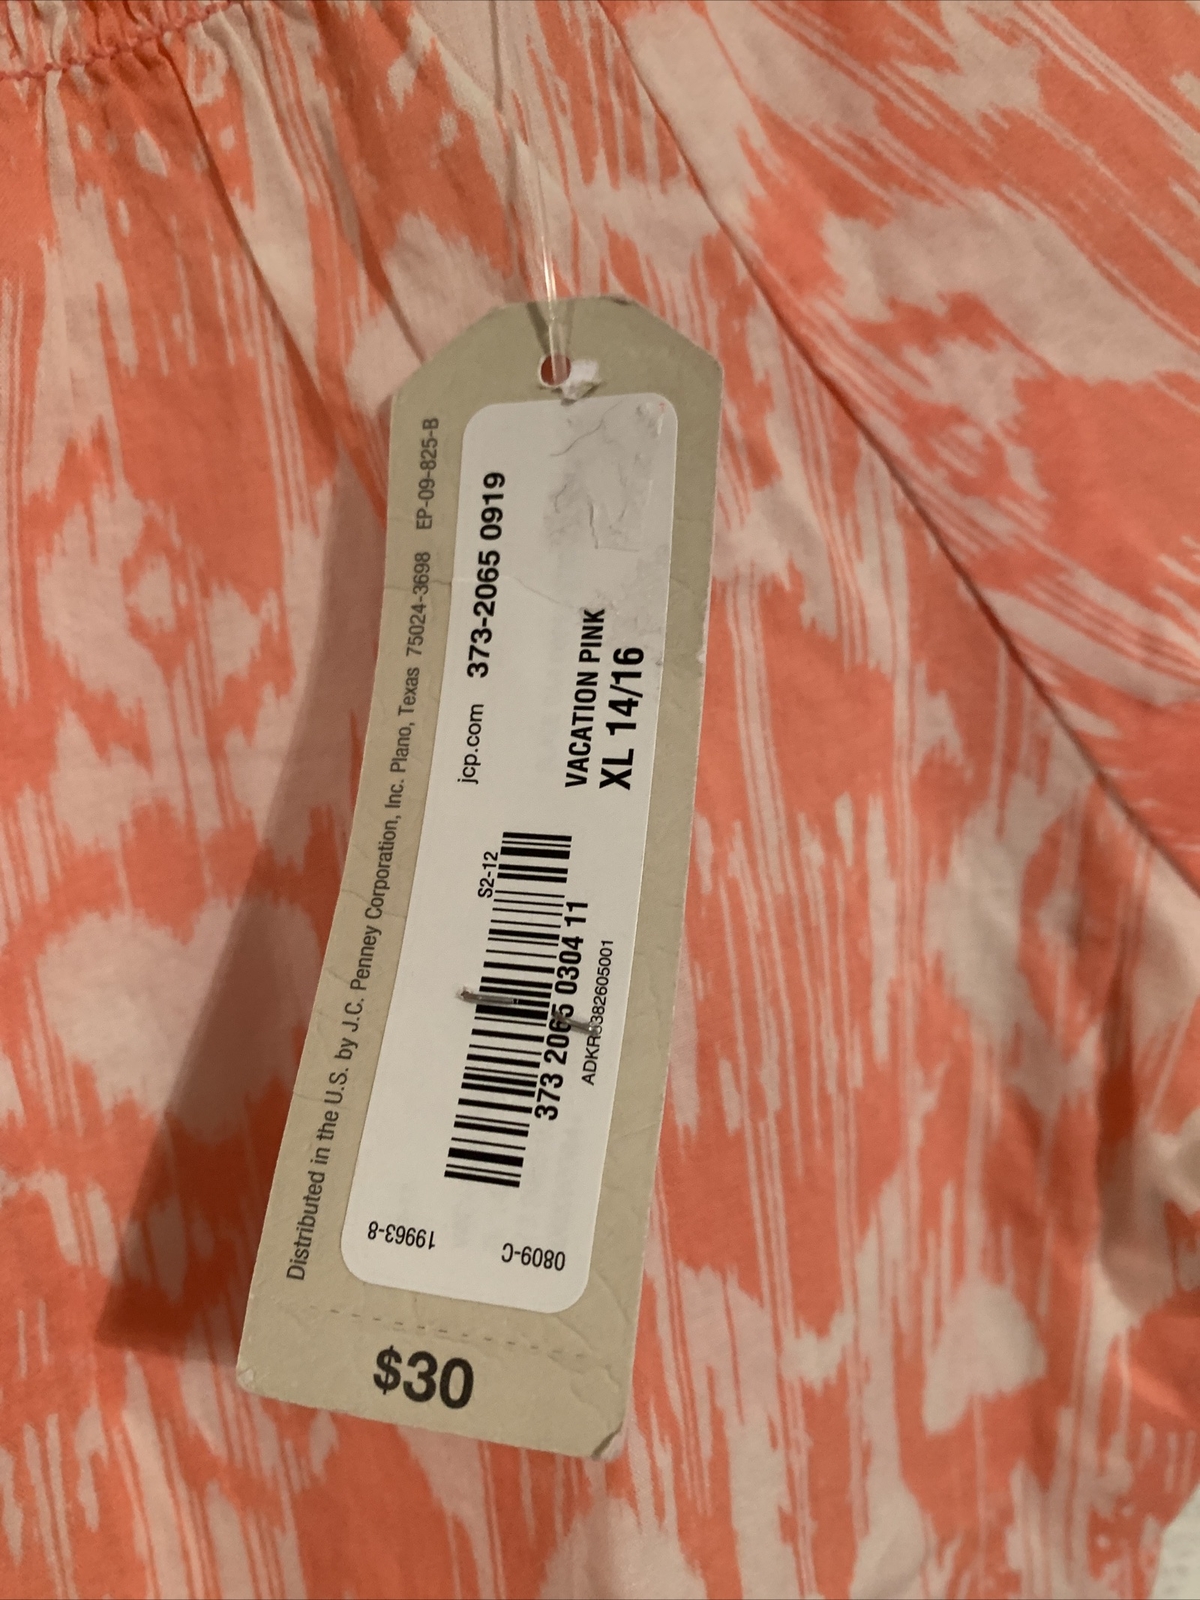 Distributed in the U.S. by J.C. Penney Corporation, Inc. Plano, Texas 75024-3698 EP-09-825-B
jcp.com 373-2065 0919
S2-12
VACATION PINK
XL 14/16
373 2065 0304 11
19963-8
0809-C
$30